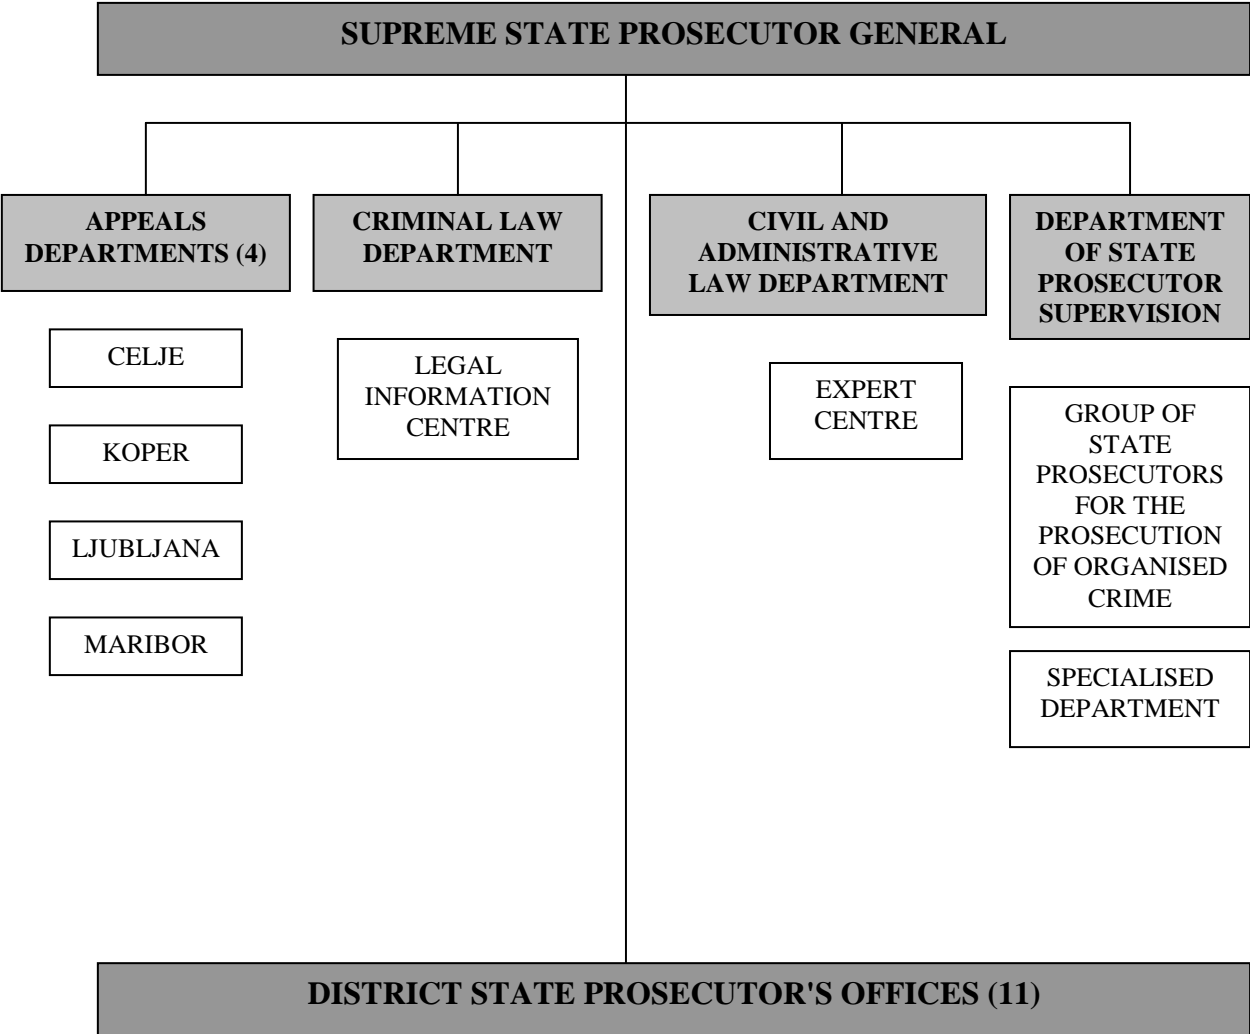 SUPREME STATE PROSECUTOR GENERAL
APPEALS
DEPARTMENTS (4)
CRIMINAL LAW
DEPARTMENT
CIVIL AND
ADMINISTRATIVE
LAW DEPARTMENT
DEPARTMENT
OF STATE
PROSECUTOR
SUPERVISION
CELJE
KOPER
LJUBLJANA
MARIBOR
LEGAL
INFORMATION
CENTRE
EXPERT
CENTRE
GROUP OF
STATE
PROSECUTORS
FOR THE
PROSECUTION
OF ORGANISED
CRIME
SPECIALISED
DEPARTMENT
DISTRICT STATE PROSECUTOR'S OFFICES (11)